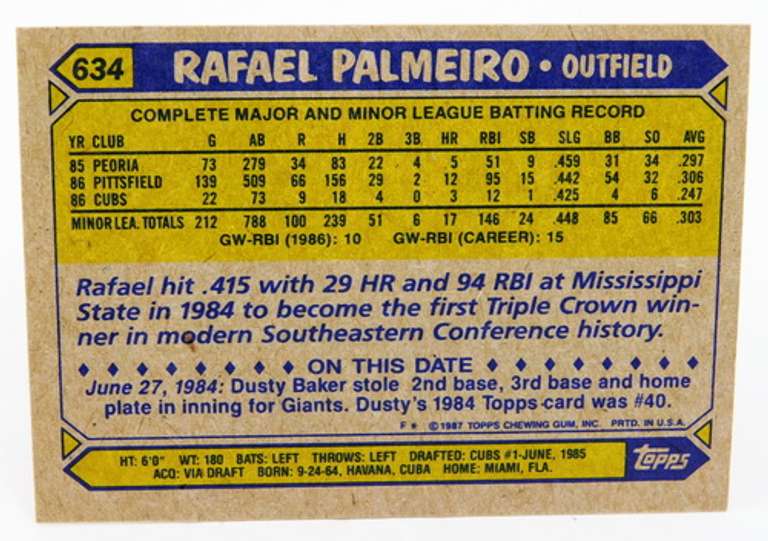 634 RAFAEL PALMEIRO • OUTFIELD
COMPLETE MAJOR AND MINOR LEAGUE BATTING RECORD
YR CLUB G AB R H 2B 3B HR RBI SB SLG BB SO AVG
85 PEORIA 73 279 34 83 22 4 5 51 9 .459 31 34 .297
86 PITTSFIELD 139 509 66 156 29 2 12 95 15 .442 54 32 .306
86 CUBS 22 73 9 18 4 0 3 12 1 .425 4 6 .247
MINOR LEA. TOTALS 212 788 100 239 51 6 17 146 24 .448 85 66 .303
GW-RBI (1986): 10 GW-RBI (CAREER): 15
Rafael hit .415 with 29 HR and 94 RBI at Mississippi
State in 1984 to become the first Triple Crown win-
ner in modern Southeastern Conference history.
♦ ♦ ♦ ♦ ♦ ♦ ♦ ♦ ON THIS DATE ♦ ♦ ♦ ♦ ♦ ♦ ♦ ♦
June 27, 1984: Dusty Baker stole 2nd base, 3rd base and home
plate in inning for Giants. Dusty's 1984 Topps card was #40.
F * ©1987 TOPPS CHEWING GUM, INC. PRTD. IN U.S.A.
HT: 6'0" WT: 180 BATS: LEFT THROWS: LEFT DRAFTED: CUBS #1-JUNE, 1985
ACQ: VIA DRAFT BORN: 9-24-64, HAVANA, CUBA HOME: MIAMI, FLA.
topps